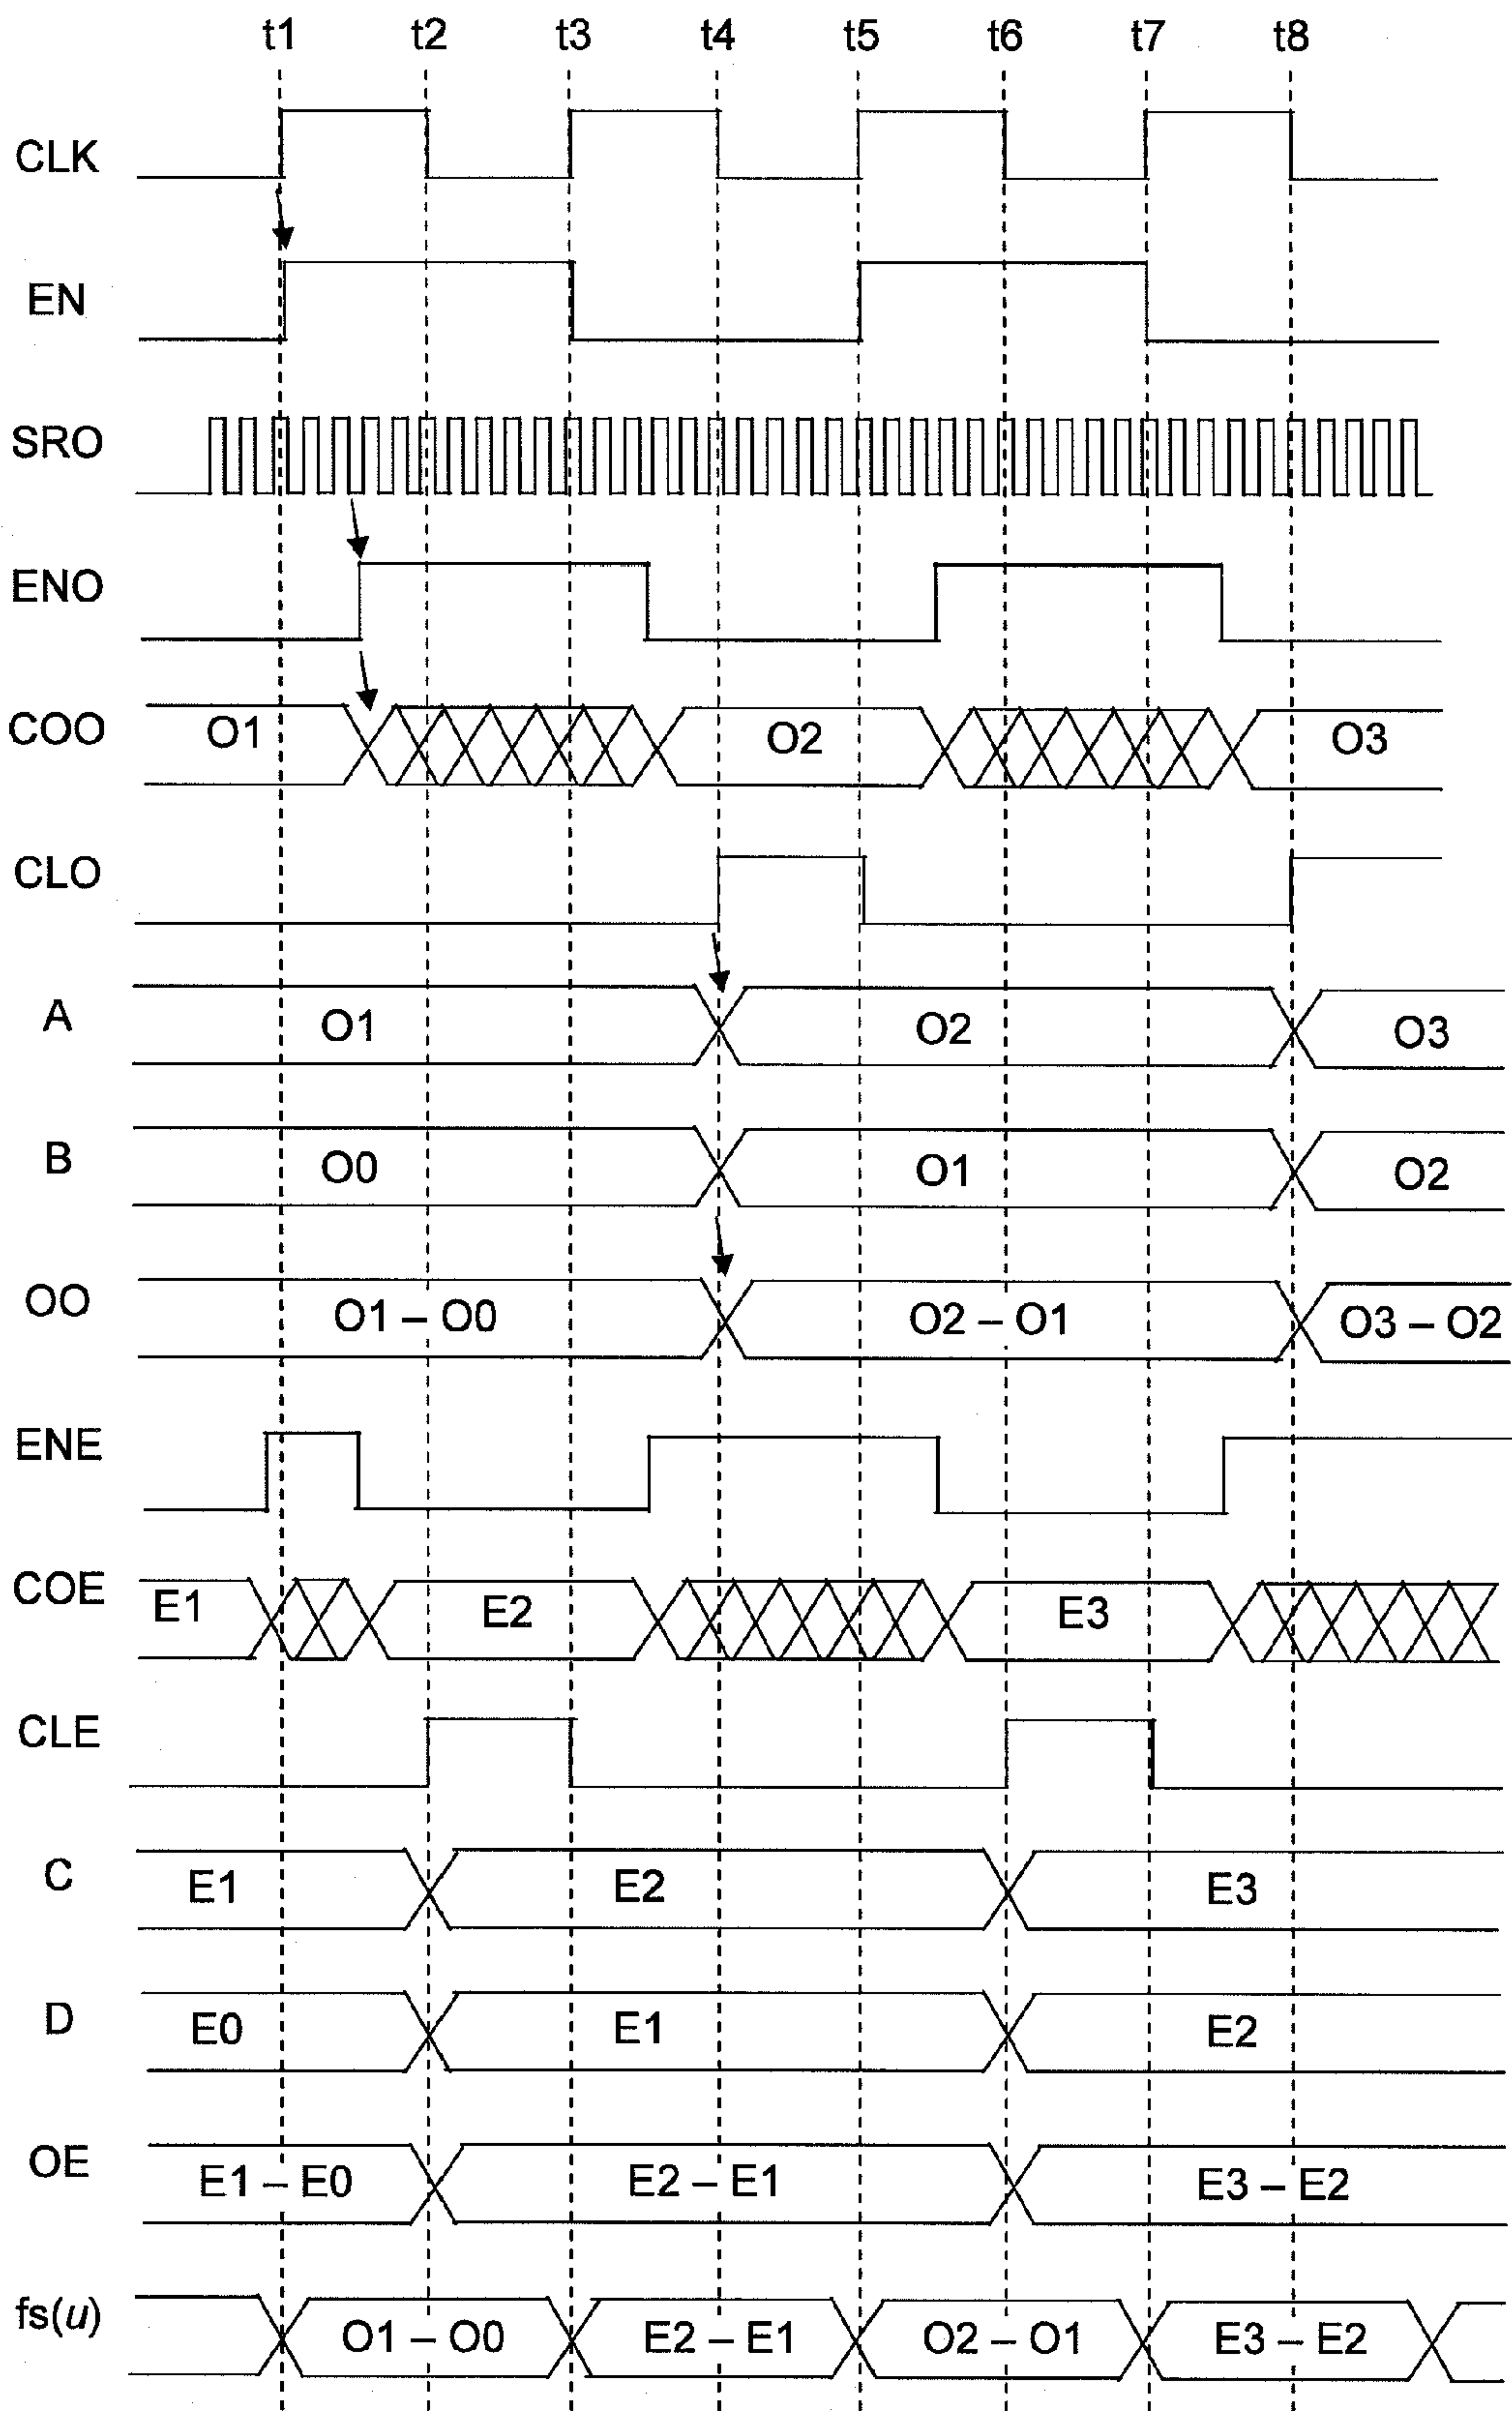 t1 t2 t3 t4 t5 t6 t7 t8
CLK
EN
SRO
ENO
COO O1 O2 O3
CLO
A O1 O2 O3
B O0 O1 O2
OO O1 – O0 O2 – O1 O3 – O2
ENE
COE E1 E2 E3
CLE
C E1 E2 E3
D E0 E1 E2
OE E1 – E0 E2 – E1 E3 – E2
fs(u) O1 – O0 E2 – E1 O2 – O1 E3 – E2